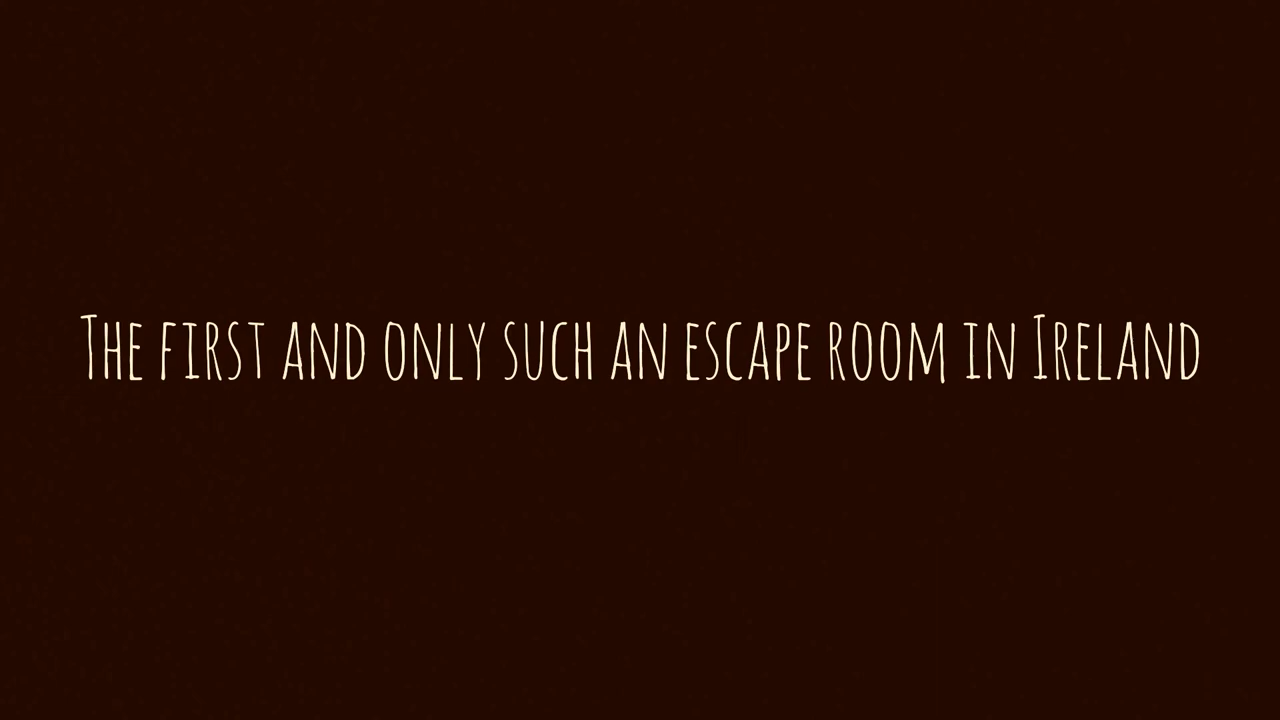 The first and only such an escape room in Ireland